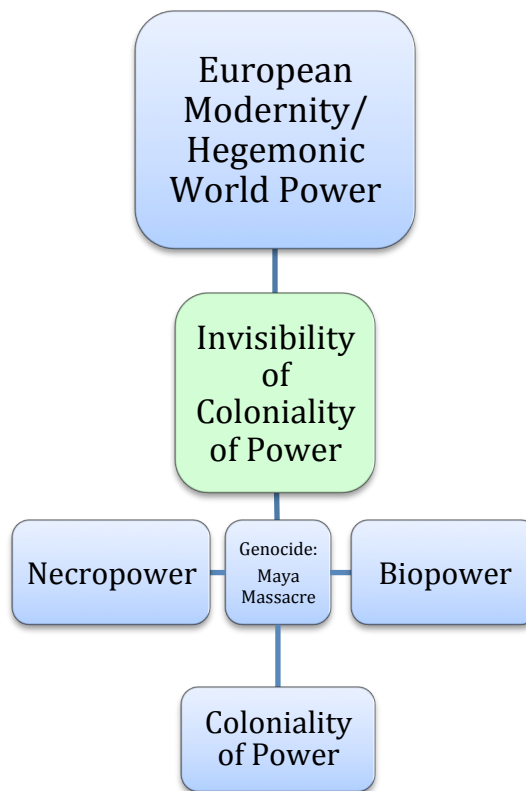 European
Modernity/
Hegemonic
World Power
Invisibility
of
Coloniality
of Power
Necropower
Genocide:
Maya
Massacre
Biopower
Coloniality
of Power